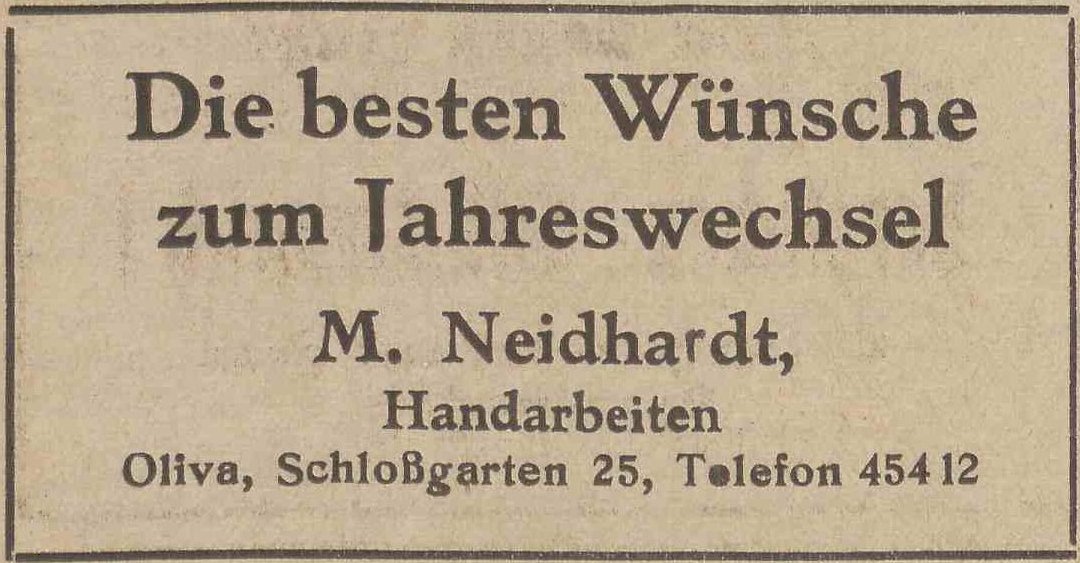 Die besten Wünsche
zum Jahreswechsel
M. Neidhardt,
Handarbeiten
Oliva, Schloßgarten 25, Telefon 454 12